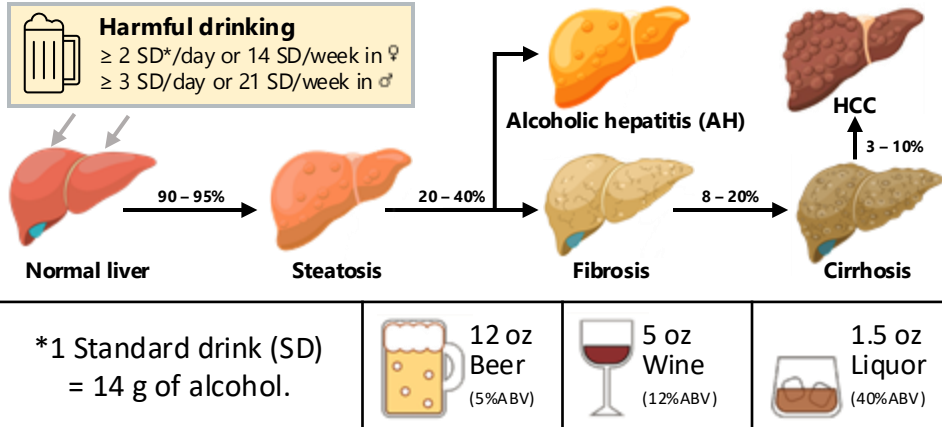 Harmful drinking
≥ 2 SD*/day or 14 SD/week in ♀
≥ 3 SD/day or 21 SD/week in ♂
Alcoholic hepatitis (AH)
HCC
3 – 10%
90 – 95%
20 – 40%
8 – 20%
Normal liver
Steatosis
Fibrosis
Cirrhosis
*1 Standard drink (SD)
= 14 g of alcohol.
12 oz
Beer
(5%ABV)
5 oz
Wine
(12%ABV)
1.5 oz
Liquor
(40%ABV)